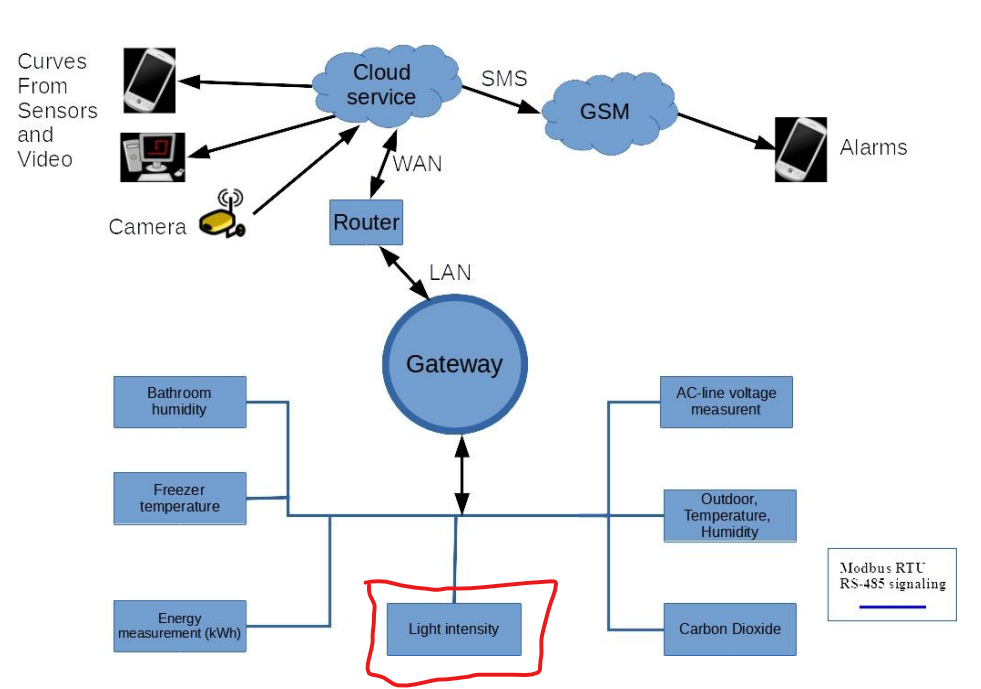 Curves
From
Sensors
and
Video
Cloud
service
SMS
GSM
Alarms
WAN
Camera
Router
LAN
Gateway
Bathroom
humidity
AC-line voltage
measurent
Freezer
temperature
Outdoor,
Temperature,
Humidity
Modbus RTU
RS-485 signaling
Energy
measurement (kWh)
Light intensity
Carbon Dioxide